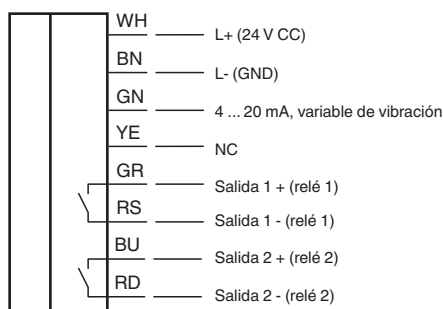 WH L+ (24 V CC)
BN L- (GND)
GN 4 ... 20 mA, variable de vibración
YE NC
GR Salida 1 + (relé 1)
RS Salida 1 - (relé 1)
BU Salida 2 + (relé 2)
RD Salida 2 - (relé 2)